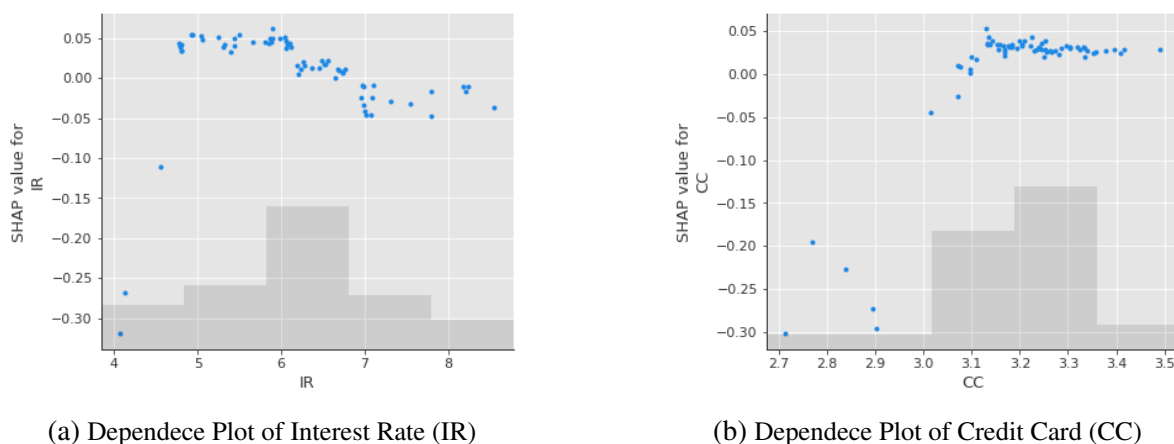 0.05
0.00
−0.05
−0.10
−0.15
−0.20
−0.25
−0.30
SHAP value for
IR
4 5 6 7 8
IR
(a) Dependece Plot of Interest Rate (IR)
0.05
0.00
−0.05
−0.10
−0.15
−0.20
−0.25
−0.30
SHAP value for
CC
2.7 2.8 2.9 3.0 3.1 3.2 3.3 3.4 3.5
CC
(b) Dependece Plot of Credit Card (CC)